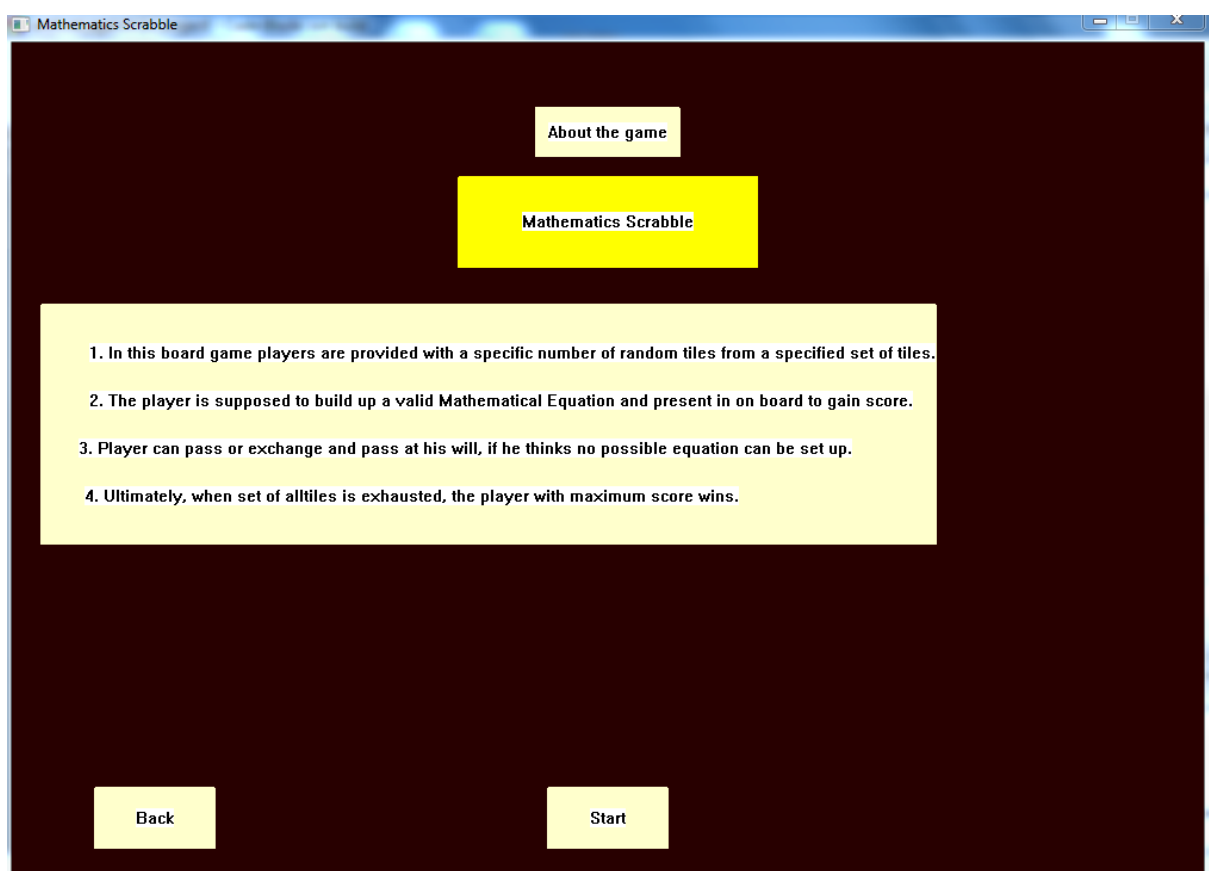 Mathematics Scrabble
About the game
Mathematics Scrabble
1. In this board game players are provided with a specific number of random tiles from a specified set of tiles.
2. The player is supposed to build up a valid Mathematical Equation and present in on board to gain score.
3. Player can pass or exchange and pass at his will, if he thinks no possible equation can be set up.
4. Ultimately, when set of alltiles is exhausted, the player with maximum score wins.
Back
Start